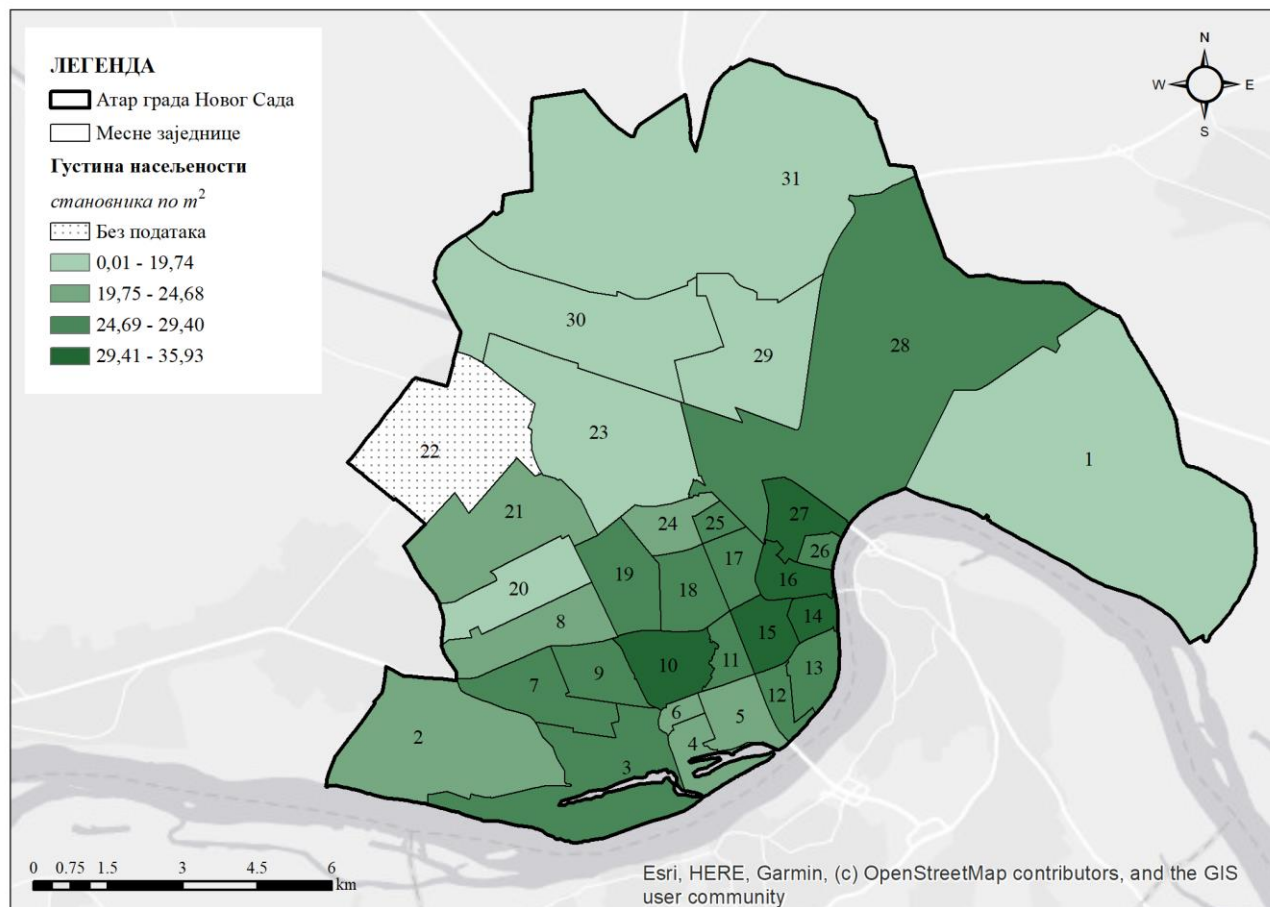 ЛЕГЕНДА
Атар града Новог Сада
Месне заједнице
Густина насељености
становника по m²
Без података
0,01 - 19,74
19,75 - 24,68
24,69 - 29,40
29,41 - 35,93
N
W E
S
31
30
29
28
23
22
1
21
27
24
25
26
17
19
16
20
18
8
14
15
10
11
13
9
7
12
6
5
2
4
3
0 0.75 1.5 3 4.5 6
km
Esri, HERE, Garmin, (c) OpenStreetMap contributors, and the GIS
user community